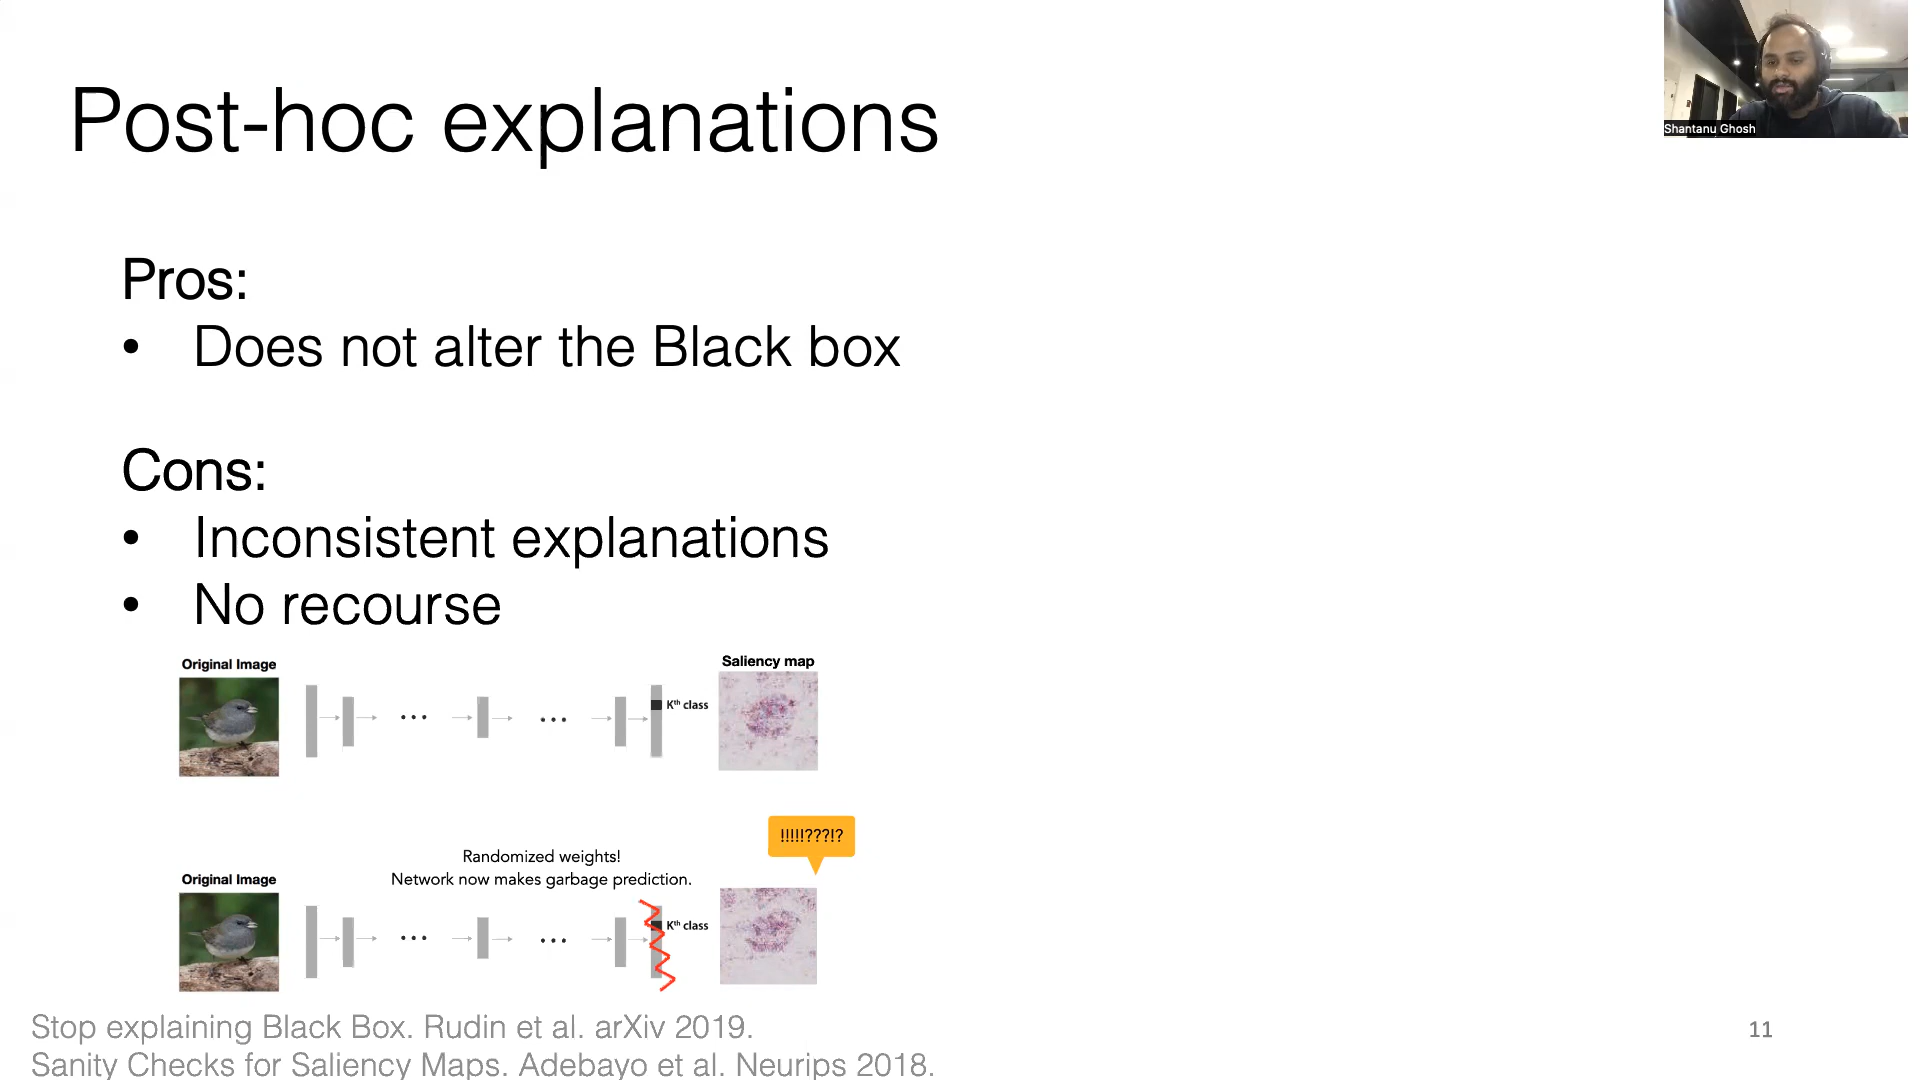 Post-hoc explanations
Shantanu Ghosh
Pros:
• Does not alter the Black box
Cons:
• Inconsistent explanations
• No recourse
Original Image
Saliency map
Kth class
!!!!!???!?
Randomized weights!
Network now makes garbage prediction.
Original Image
Kth class
Stop explaining Black Box. Rudin et al. arXiv 2019.
Sanity Checks for Saliency Maps. Adebayo et al. Neurips 2018.
11